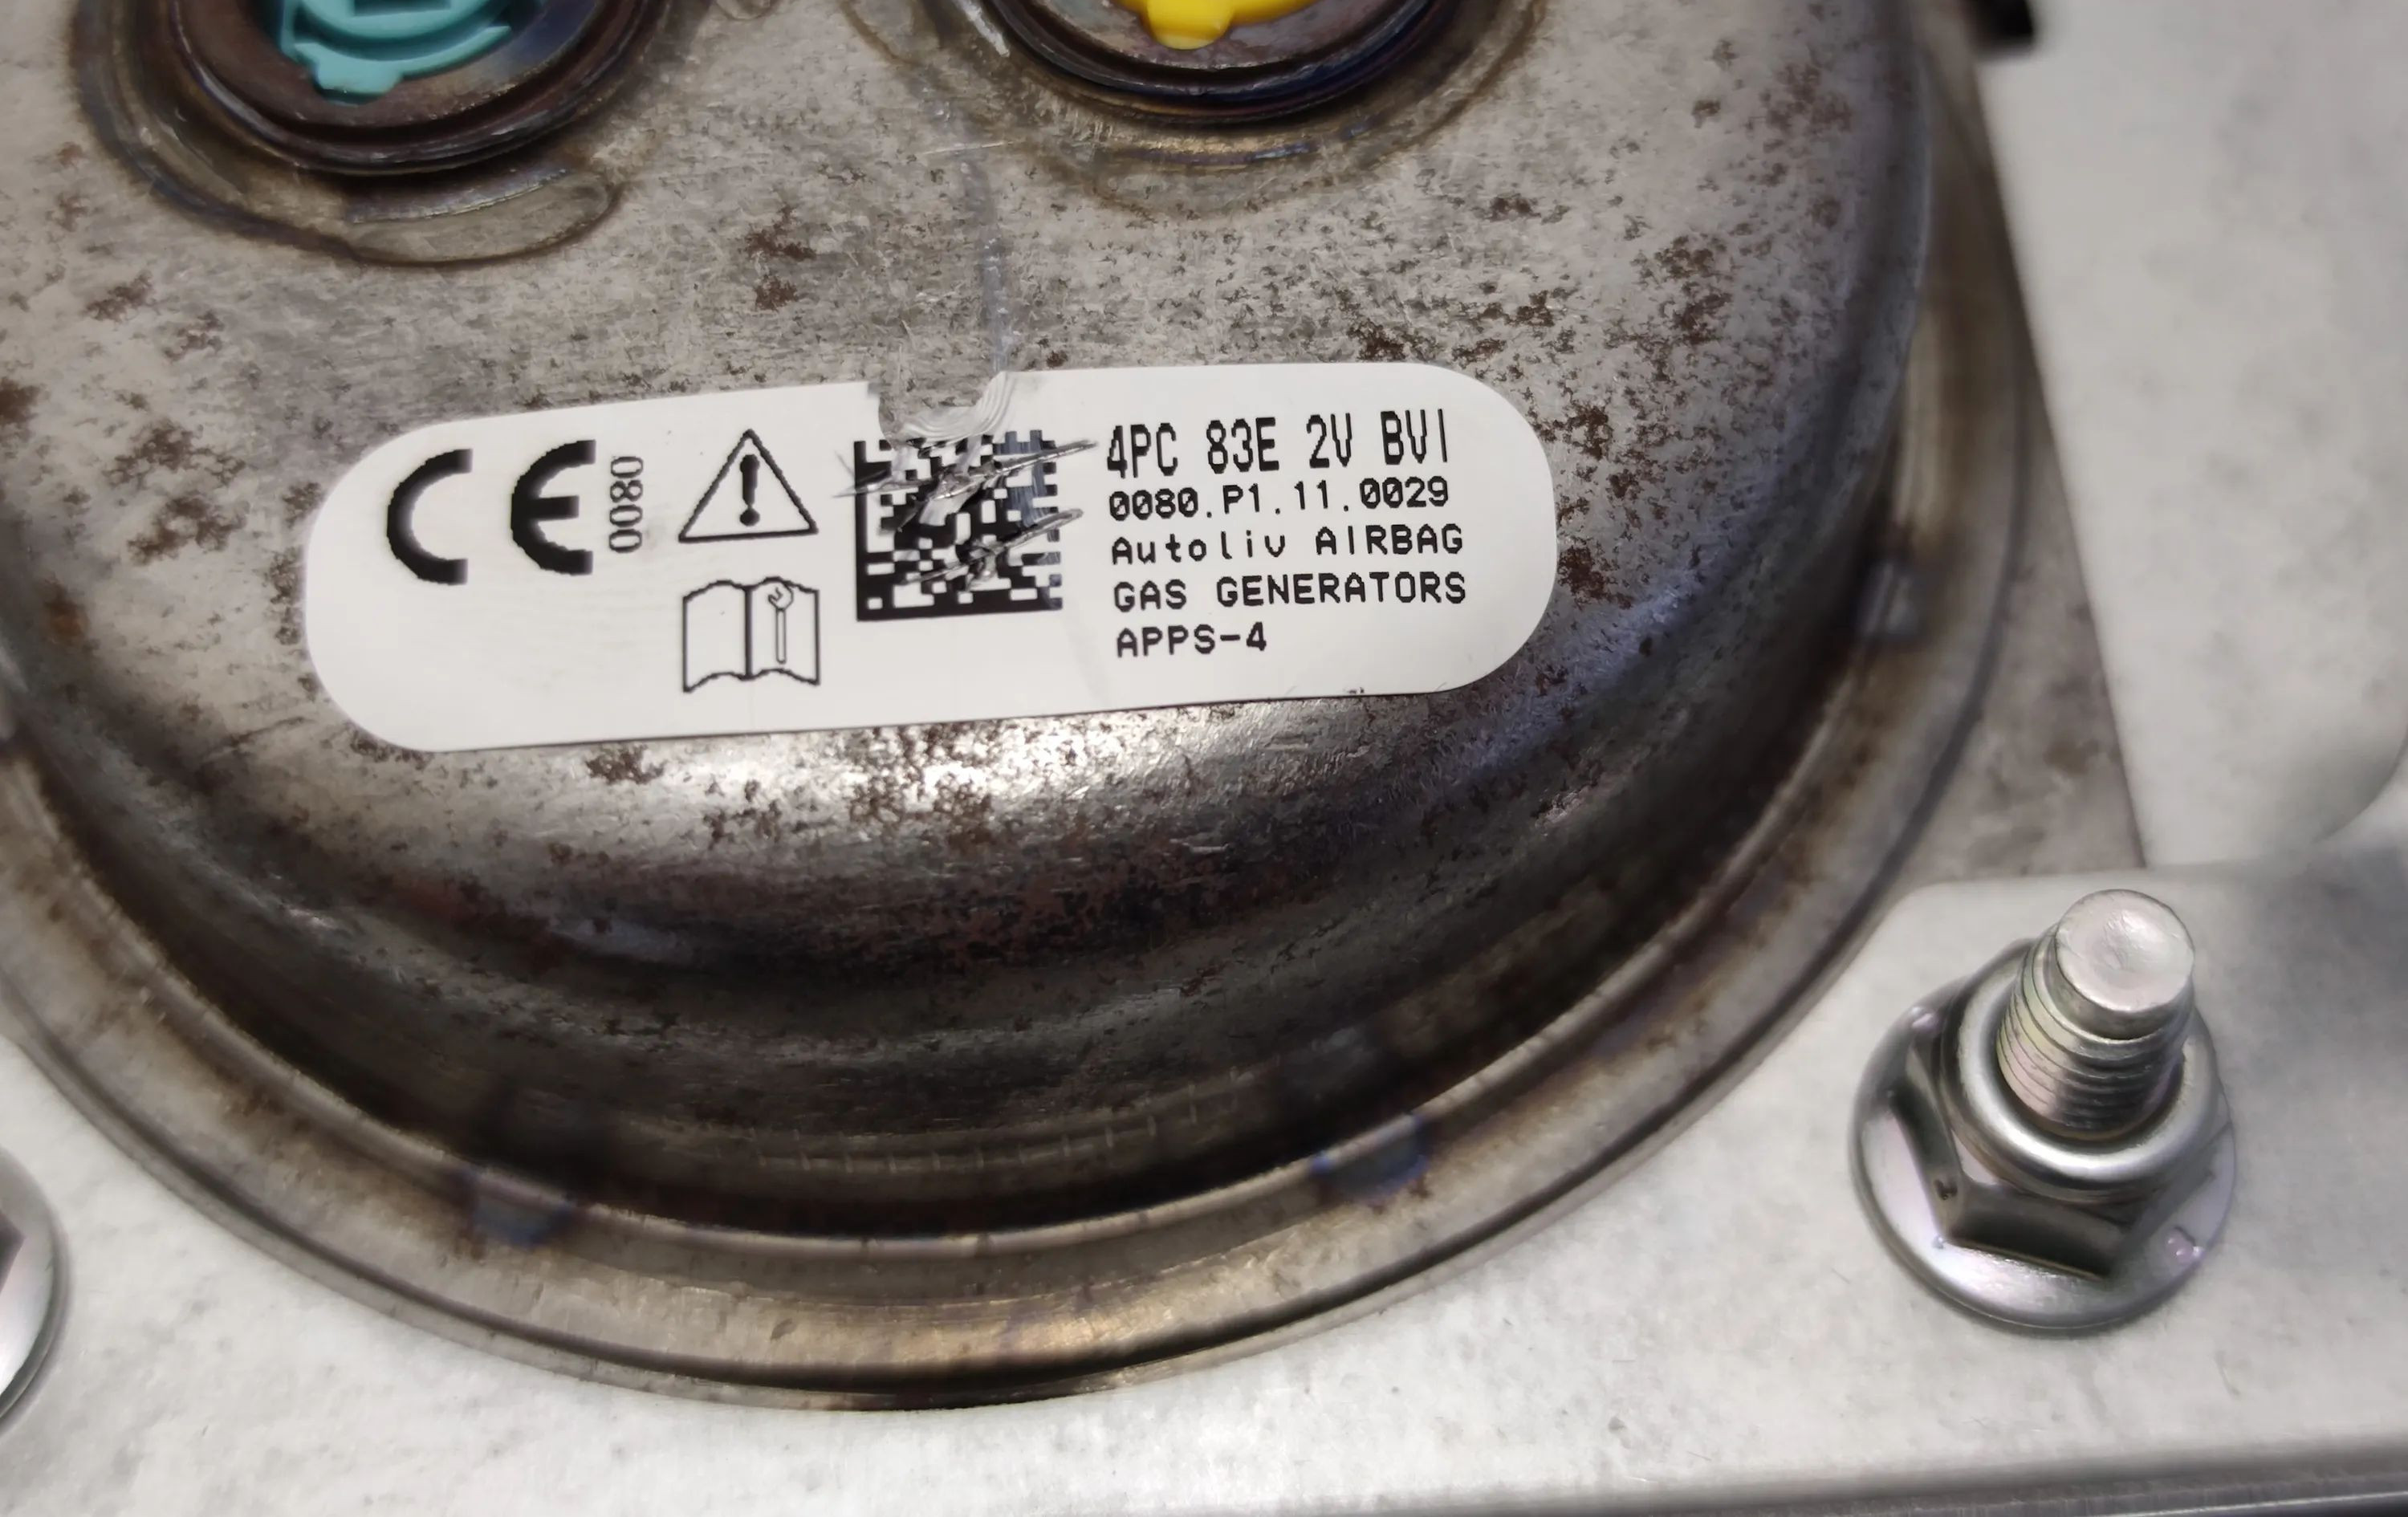 CE 0080
4PC 83E 2V BVI
0080.P1.11.0029
Autoliv AIRBAG
GAS GENERATORS
APPS-4